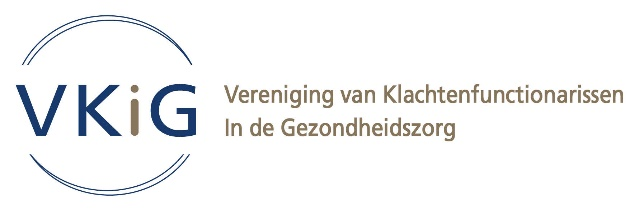 VKiG
Vereniging van Klachtenfunctionarissen
In de Gezondheidszorg